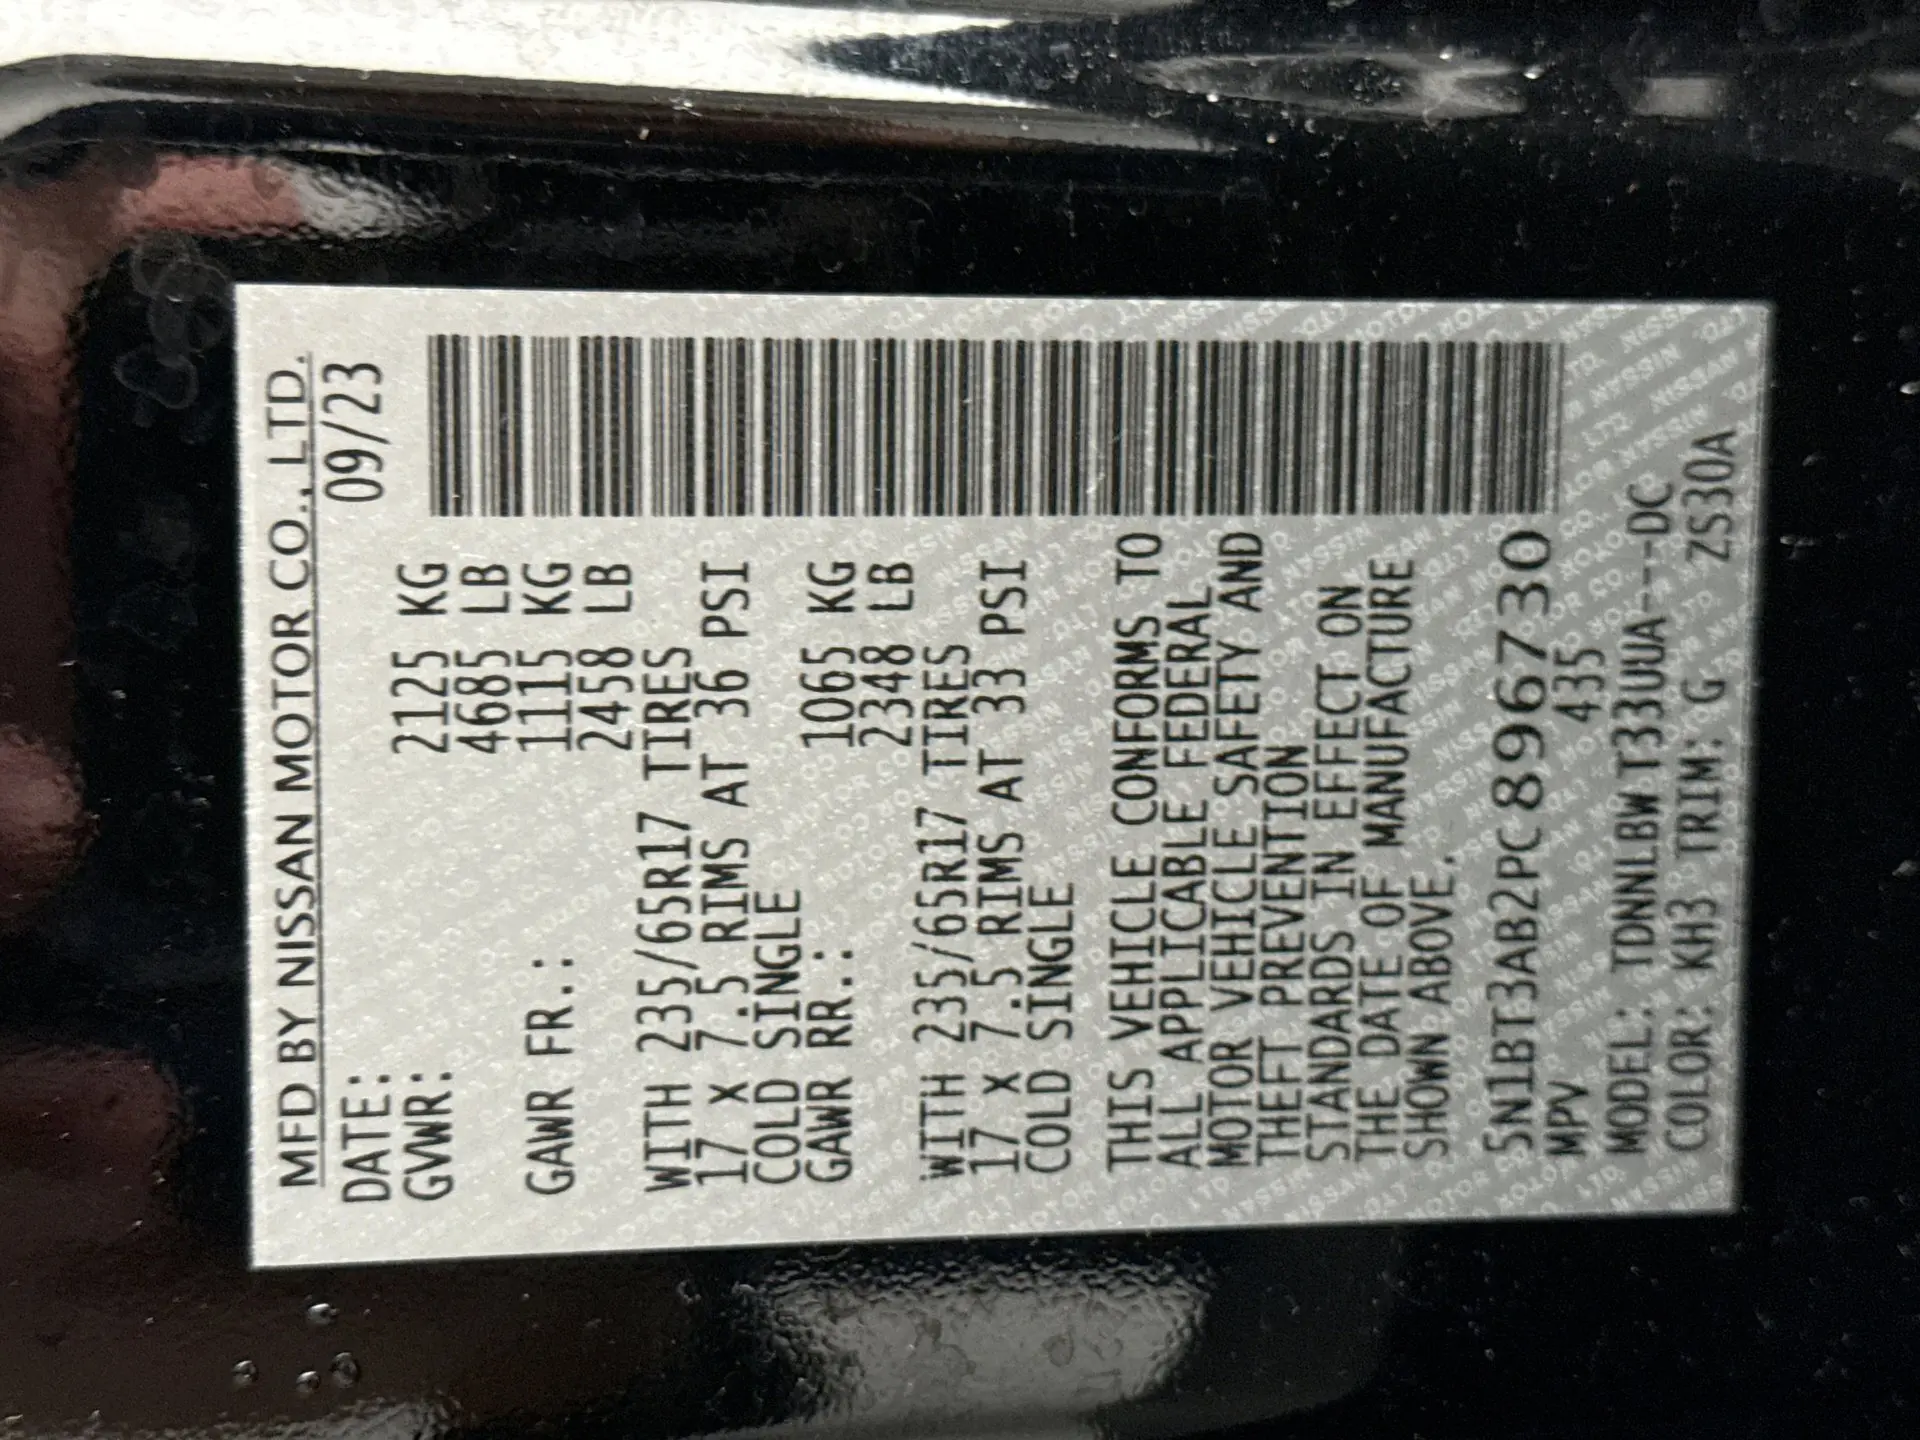 MFD BY NISSAN MOTOR CO., LTD.
DATE: 09/23
GVWR: 2125 KG
4685 LB
GAWR FR.: 1115 KG
2458 LB
WITH 235/65R17 TIRES
17 X 7.5 RIMS AT 36 PSI
COLD SINGLE
GAWR RR.: 1065 KG
2348 LB
WITH 235/65R17 TIRES
17 X 7.5 RIMS AT 33 PSI
COLD SINGLE
THIS VEHICLE CONFORMS TO
ALL APPLICABLE FEDERAL
MOTOR VEHICLE SAFETY AND
THEFT PREVENTION
STANDARDS IN EFFECT ON
THE DATE OF MANUFACTURE
SHOWN ABOVE.
5N1BT3AB2PC896730
MPV 435
MODEL: TDNNLBW T33UUA---DC
COLOR: KH3 TRIM: G ZS30A